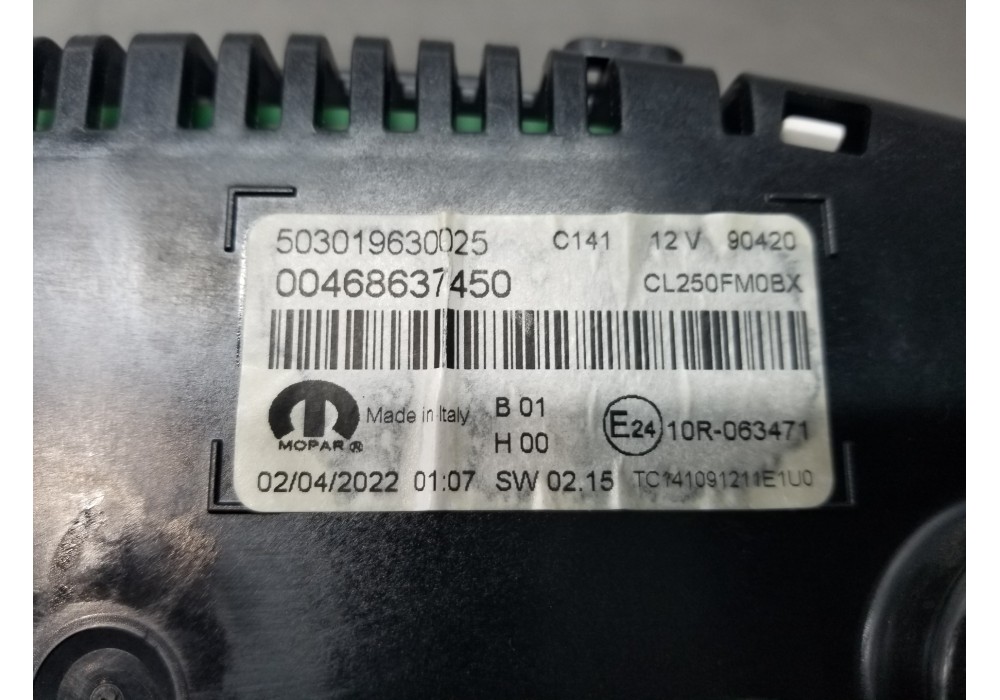 503019630025 C141 12 V 90420
00468637450 CL250FM0BX
MOPAR® Made in Italy B 01 E24 10R-063471
H 00
02/04/2022 01:07 SW 02.15 TC141091211E1U0